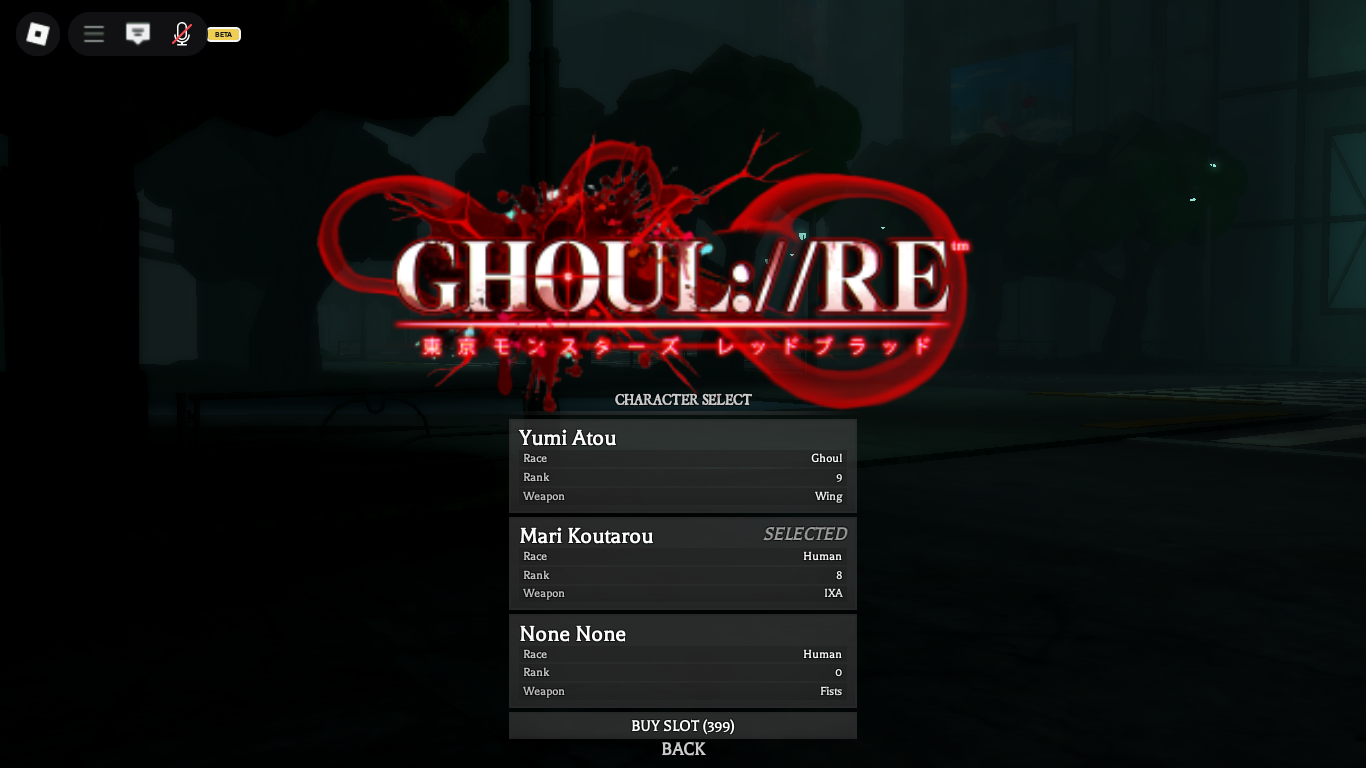 BETA
GHOUL://RE tm
東京モンスターズ レッドブラッド
CHARACTER SELECT
Yumi Atou
Race Ghoul
Rank 9
Weapon Wing
Mari Koutarou SELECTED
Race Human
Rank 8
Weapon IXA
None None
Race Human
Rank 0
Weapon Fists
BUY SLOT (399)
BACK